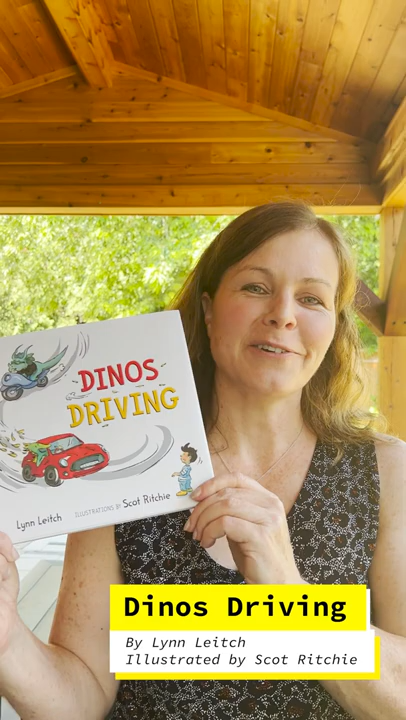 DINOS
DRIVING
Lynn Leitch ILLUSTRATIONS BY Scot Ritchie
Dinos Driving
By Lynn Leitch
Illustrated by Scot Ritchie